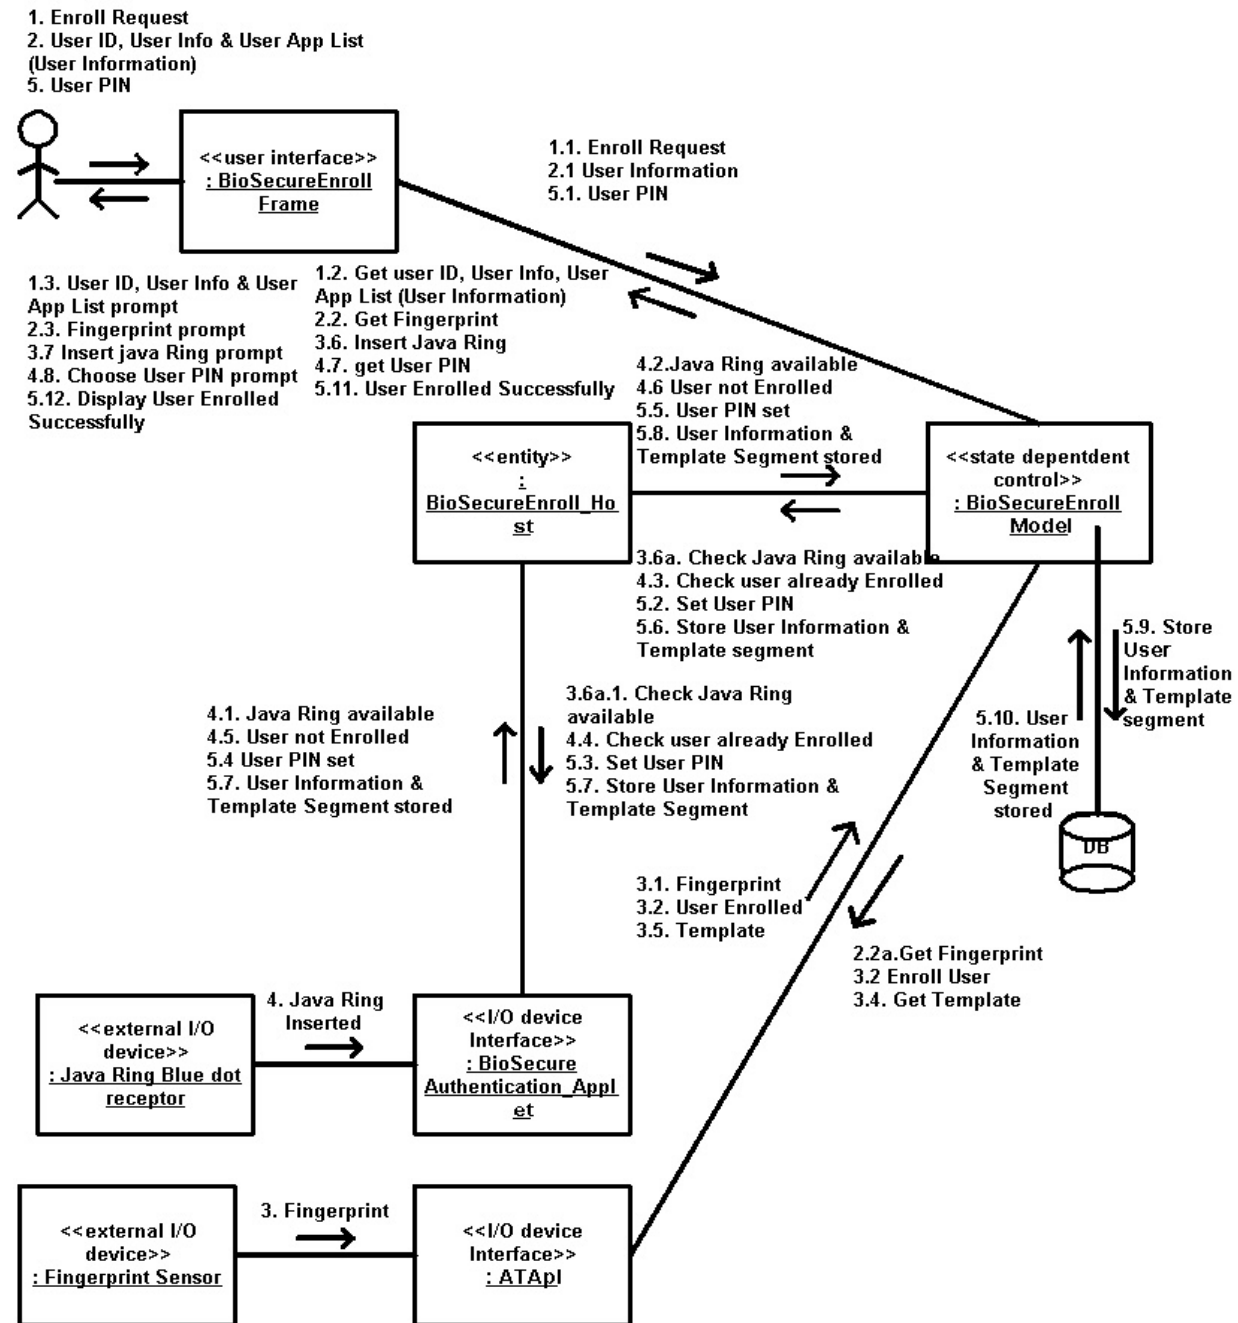 1. Enroll Request
2. User ID, User Info & User App List
(User Information)
5. User PIN
<<user interface>>
: BioSecureEnroll
Frame
1.1. Enroll Request
2.1 User Information
5.1. User PIN
1.3. User ID, User Info & User
App List prompt
2.3. Fingerprint prompt
3.7 Insert java Ring prompt
4.8. Choose User PIN prompt
5.12. Display User Enrolled
Successfully
1.2. Get user ID, User Info, User
App List (User Information)
2.2. Get Fingerprint
3.6. Insert Java Ring
4.7. get User PIN
5.11. User Enrolled Successfully
4.2.Java Ring available
4.6 User not Enrolled
5.5. User PIN set
5.8. User Information &
Template Segment stored
<<entity>>
:
BioSecureEnroll_Ho
st
<<state depentdent
control>>
: BioSecureEnroll
Model
3.6a. Check Java Ring available
4.3. Check user already Enrolled
5.2. Set User PIN
5.6. Store User Information &
Template segment
5.9. Store
User
Information
& Template
segment
4.1. Java Ring available
4.5. User not Enrolled
5.4 User PIN set
5.7. User Information &
Template Segment stored
3.6a.1. Check Java Ring
available
4.4. Check user already Enrolled
5.3. Set User PIN
5.7. Store User Information &
Template Segment
5.10. User
Information
& Template
Segment
stored
DB
3.1. Fingerprint
3.2. User Enrolled
3.5. Template
2.2a.Get Fingerprint
3.2 Enroll User
3.4. Get Template
<<external I/O
device>>
: Java Ring Blue dot
receptor
4. Java Ring
Inserted
<<I/O device
Interface>>
: BioSecure
Authentication_Appl
et
<<external I/O
device>>
: Fingerprint Sensor
3. Fingerprint
<<I/O device
Interface>>
: ATApI